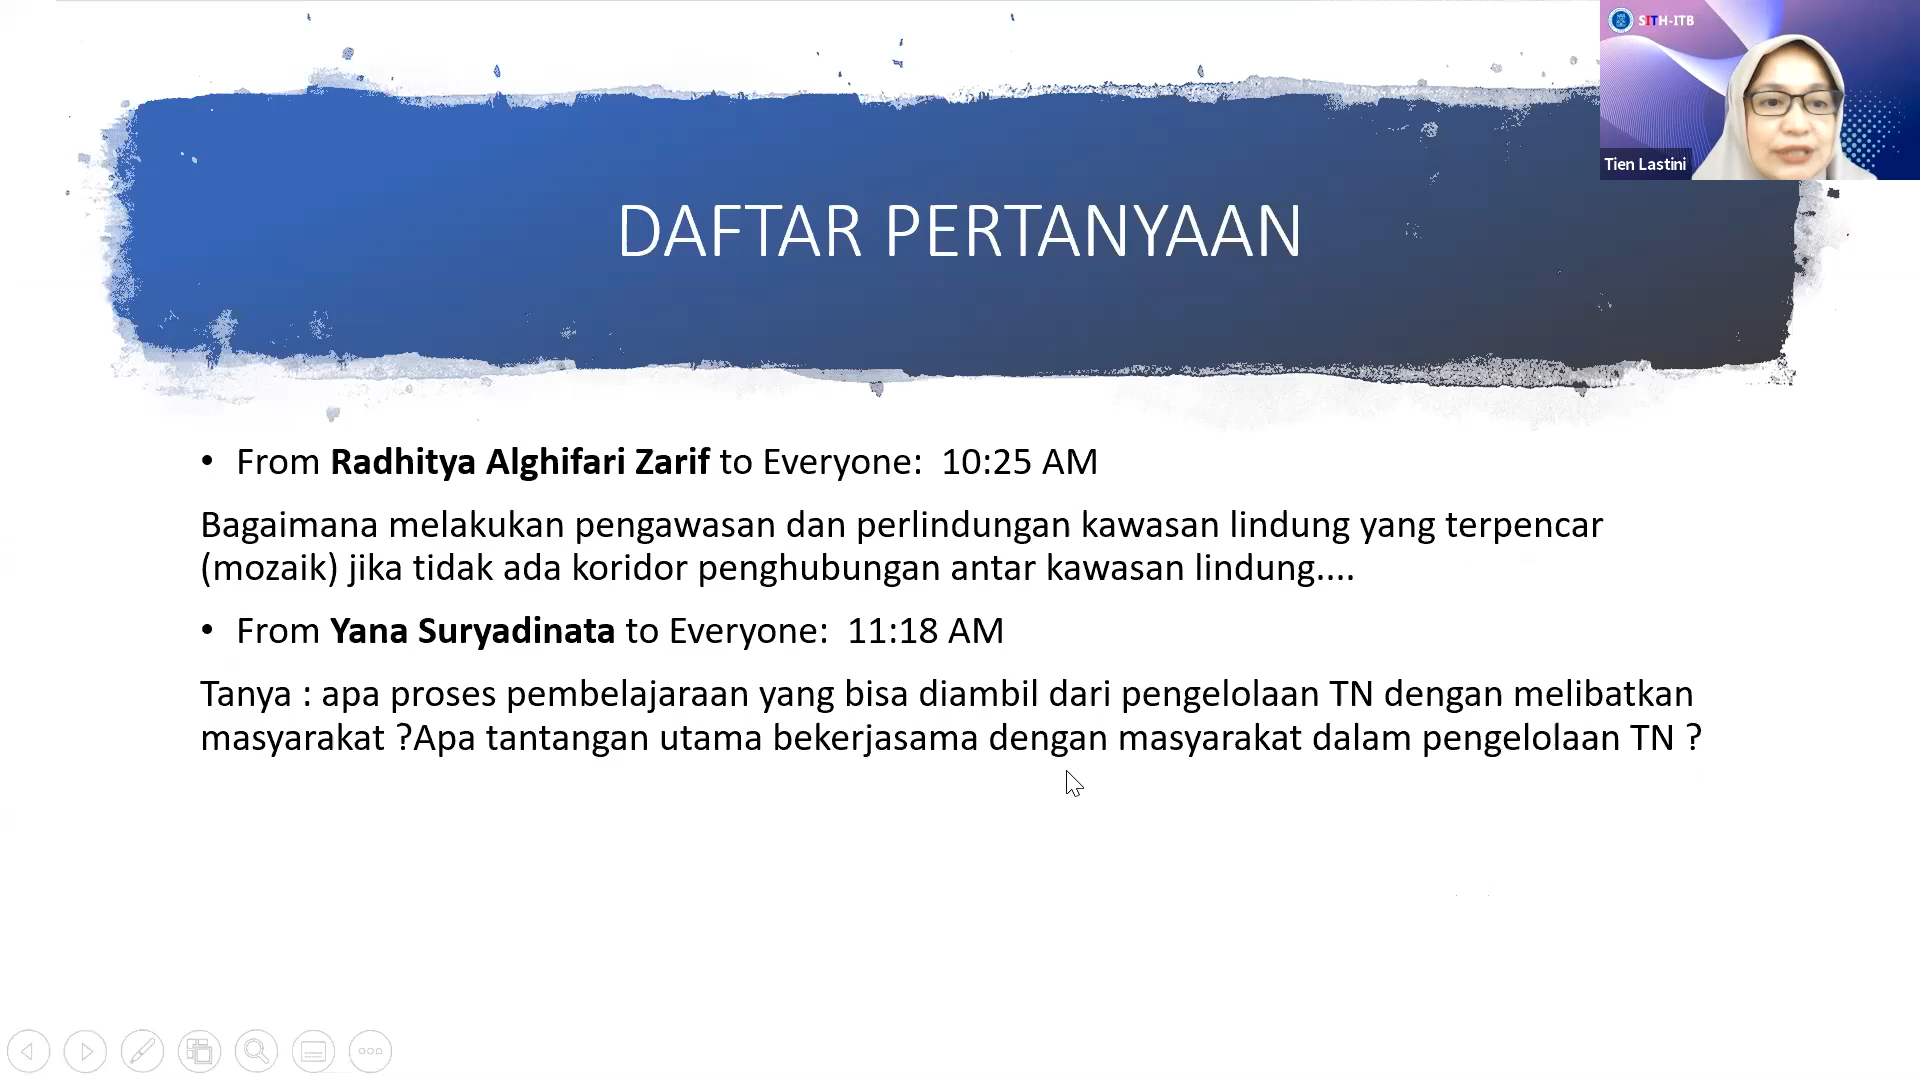 SITH-ITB
Tien Lastini
DAFTAR PERTANYAAN
• From Radhitya Alghifari Zarif to Everyone: 10:25 AM
Bagaimana melakukan pengawasan dan perlindungan kawasan lindung yang terpencar
(mozaik) jika tidak ada koridor penghubungan antar kawasan lindung....
• From Yana Suryadinata to Everyone: 11:18 AM
Tanya : apa proses pembelajaraan yang bisa diambil dari pengelolaan TN dengan melibatkan
masyarakat ?Apa tantangan utama bekerjasama dengan masyarakat dalam pengelolaan TN ?